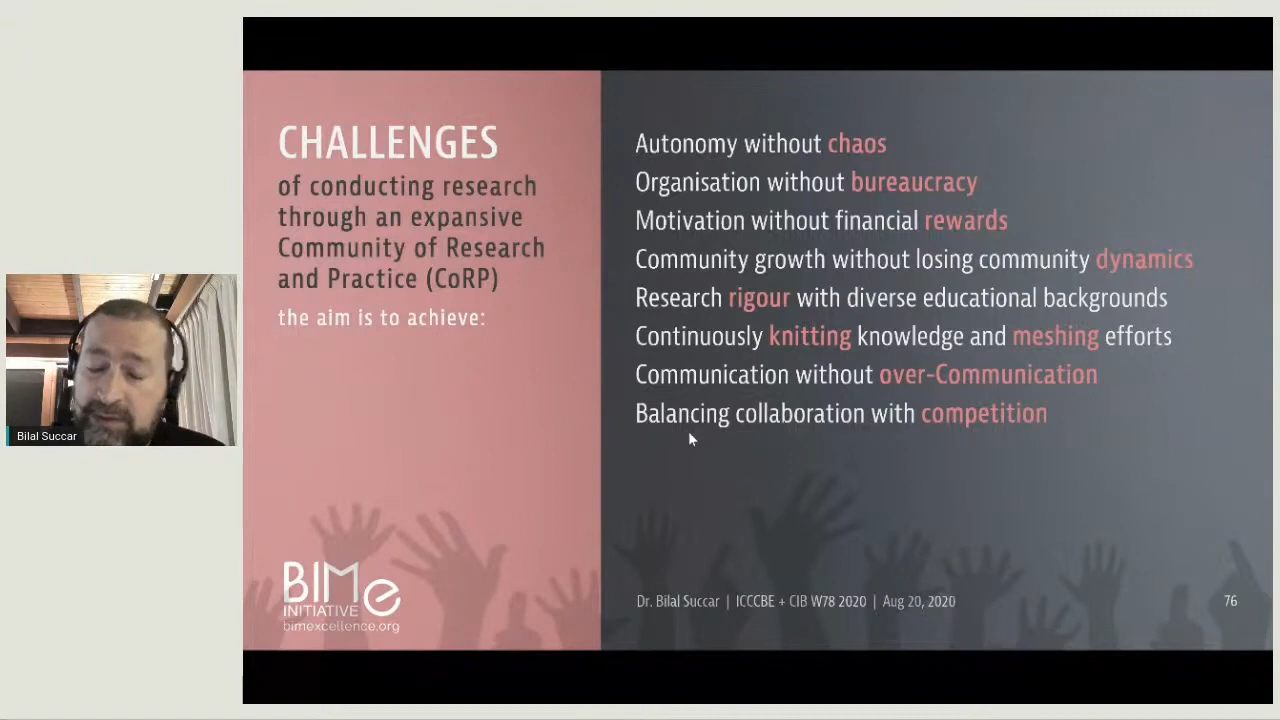 CHALLENGES
of conducting research
through an expansive
Community of Research
and Practice (CoRP)
the aim is to achieve:
Autonomy without chaos
Organisation without bureaucracy
Motivation without financial rewards
Community growth without losing community dynamics
Research rigour with diverse educational backgrounds
Continuously knitting knowledge and meshing efforts
Communication without over-Communication
Balancing collaboration with competition
Bilal Succar
BIMe
INITIATIVE
bimexcellence.org
Dr. Bilal Succar | ICCCBE + CIB W78 2020 | Aug 20, 2020
76